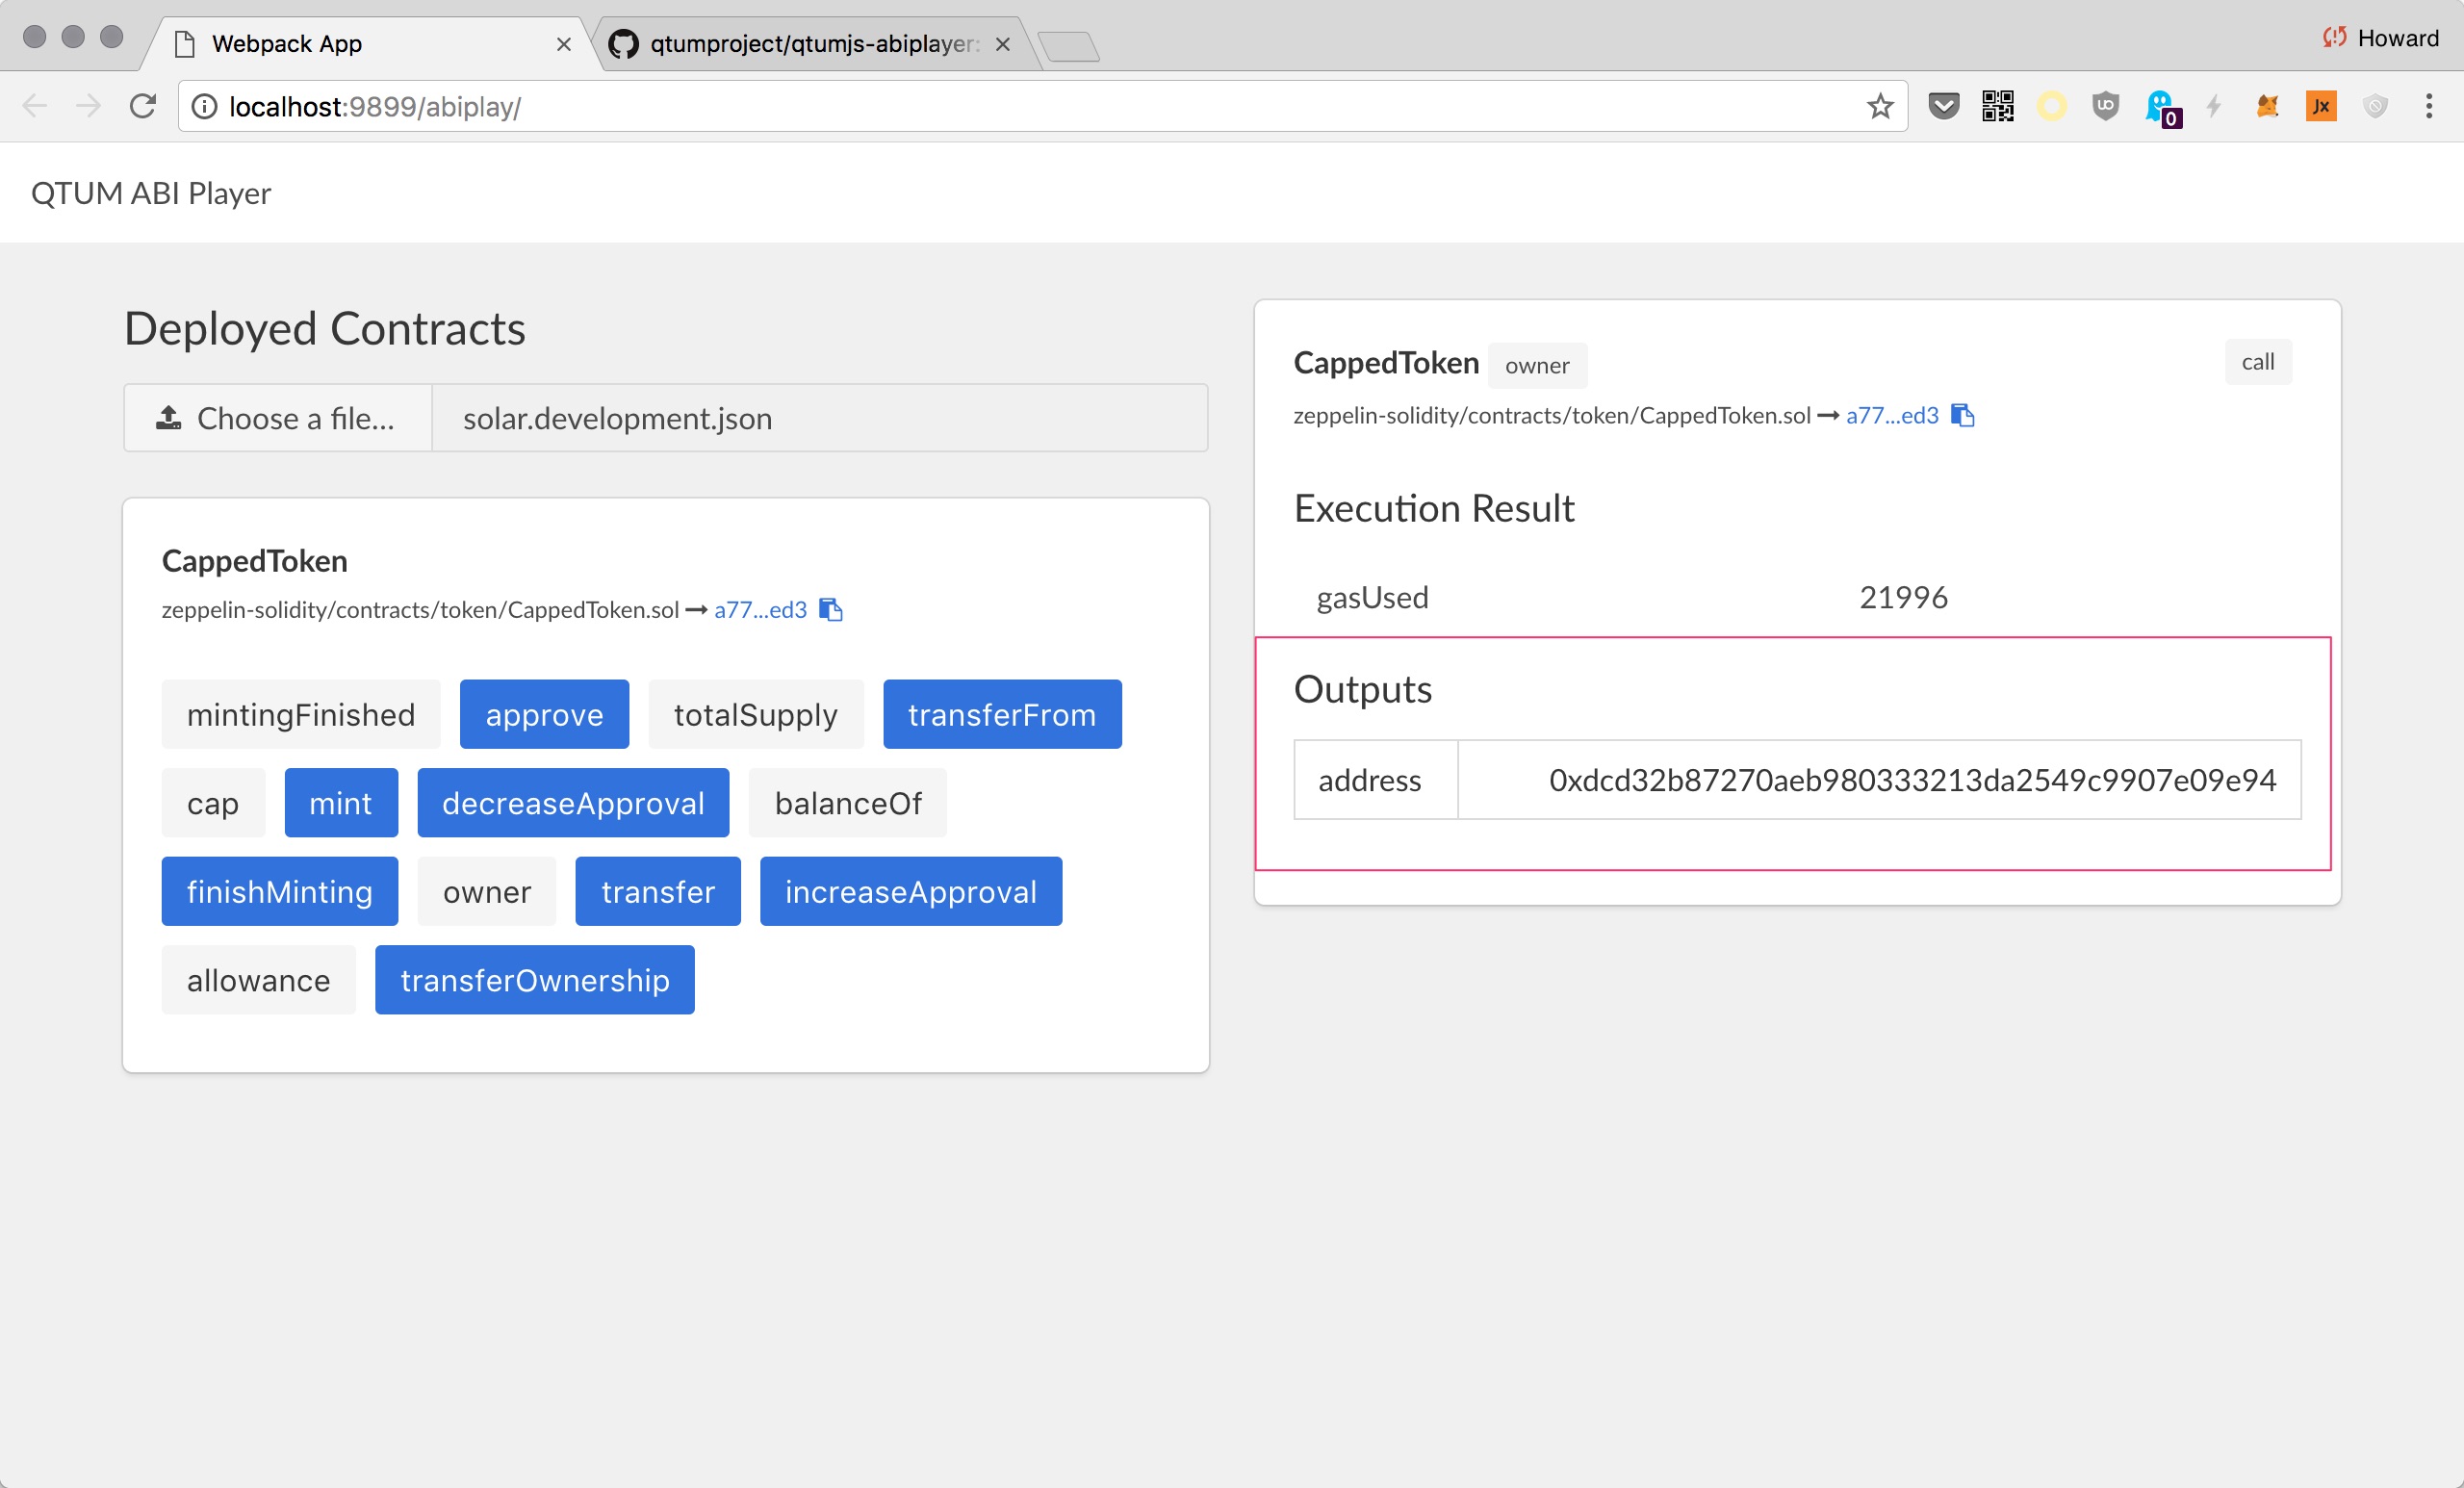 Webpack App
qtumproject/qtumjs-abiplayer:
Howard
localhost:9899/abiplay/
0
Jx
QTUM ABI Player
Deployed Contracts
Choose a file...
solar.development.json
CappedToken
zeppelin-solidity/contracts/token/CappedToken.sol → a77...ed3
mintingFinished approve totalSupply transferFrom
cap mint decreaseApproval balanceOf
finishMinting owner transfer increaseApproval
allowance transferOwnership
CappedToken owner call
zeppelin-solidity/contracts/token/CappedToken.sol → a77...ed3
Execution Result
gasUsed 21996
Outputs
address 0xdcd32b87270aeb980333213da2549c9907e09e94